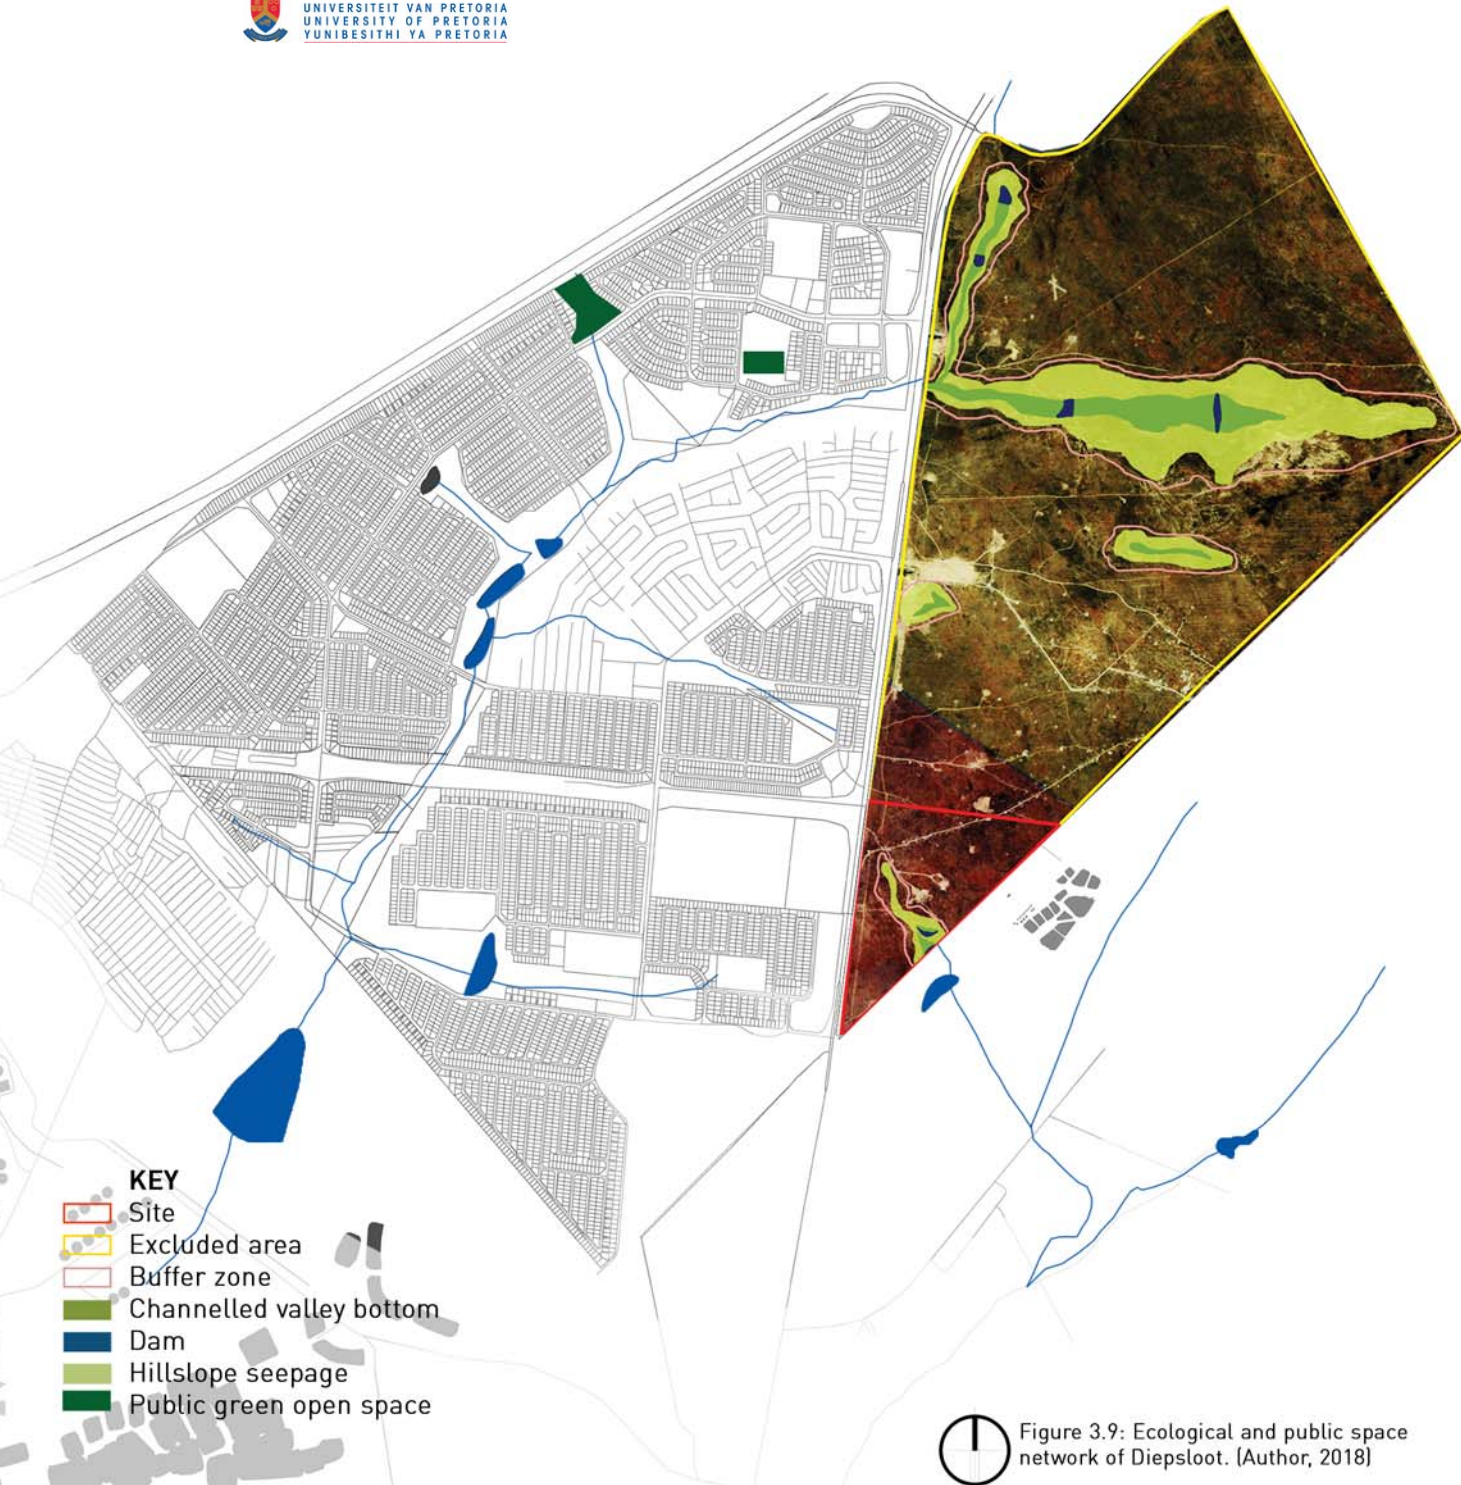 UNIVERSITEIT VAN PRETORIA
UNIVERSITY OF PRETORIA
YUNIBESITHI YA PRETORIA
KEY
Site
Excluded area
Buffer zone
Channelled valley bottom
Dam
Hillslope seepage
Public green open space
Figure 3.9: Ecological and public space
network of Diepsloot. (Author, 2018)